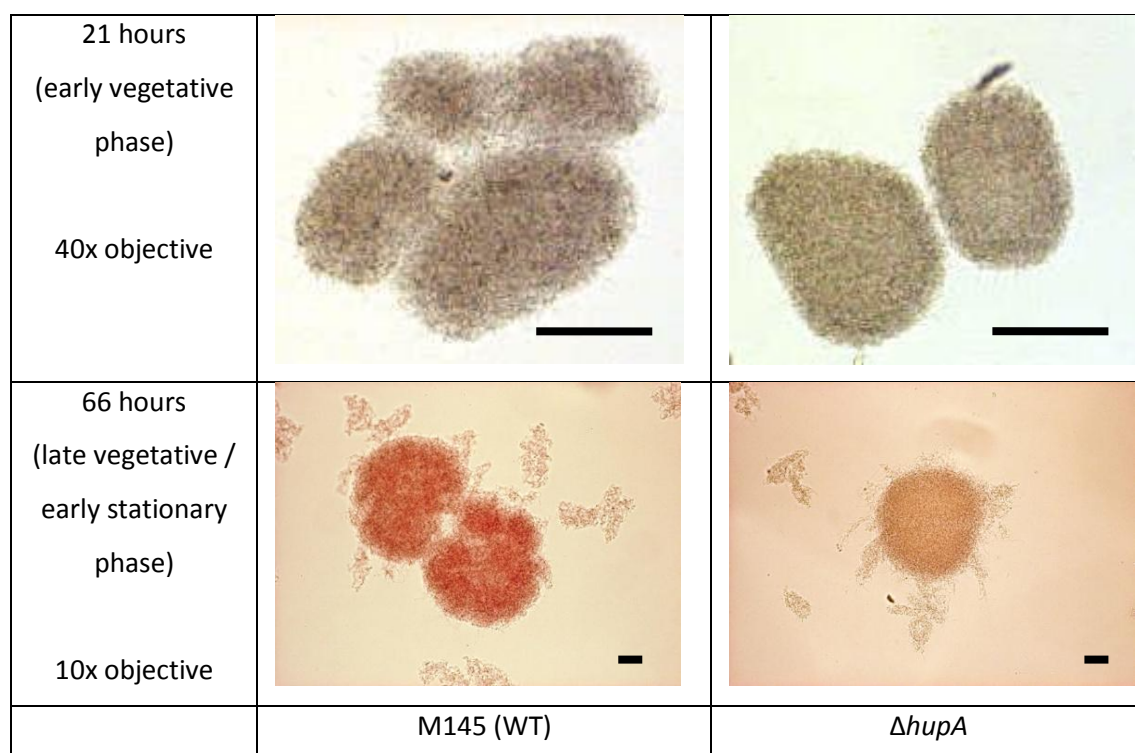 21 hours
(early vegetative
phase)
40x objective
66 hours
(late vegetative /
early stationary
phase)
10x objective
M145 (WT)
ΔhupA